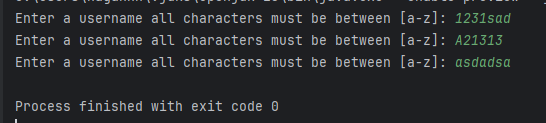 Enter a username all characters must be between [a-z]: 1231sad
Enter a username all characters must be between [a-z]: A21313
Enter a username all characters must be between [a-z]: asdadsa
Process finished with exit code 0